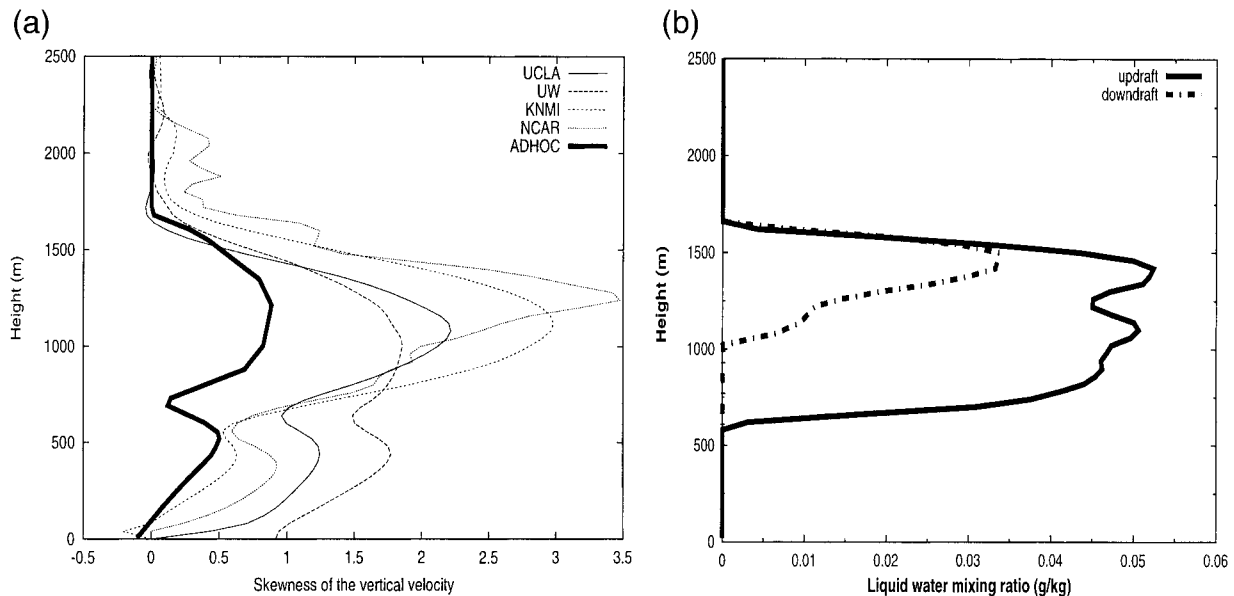 (a)
2500
2000
1500
1000
500
0
Height (m)
UCLA
UW
KNMI
NCAR
ADHOC
-0.5
0
0.5
1
1.5
2
2.5
3
3.5
Skewness of the vertical velocity
(b)
2500
2000
1500
1000
500
0
Height (m)
updraft
downdraft
0
0.01
0.02
0.03
0.04
0.05
0.06
Liquid water mixing ratio (g/kg)